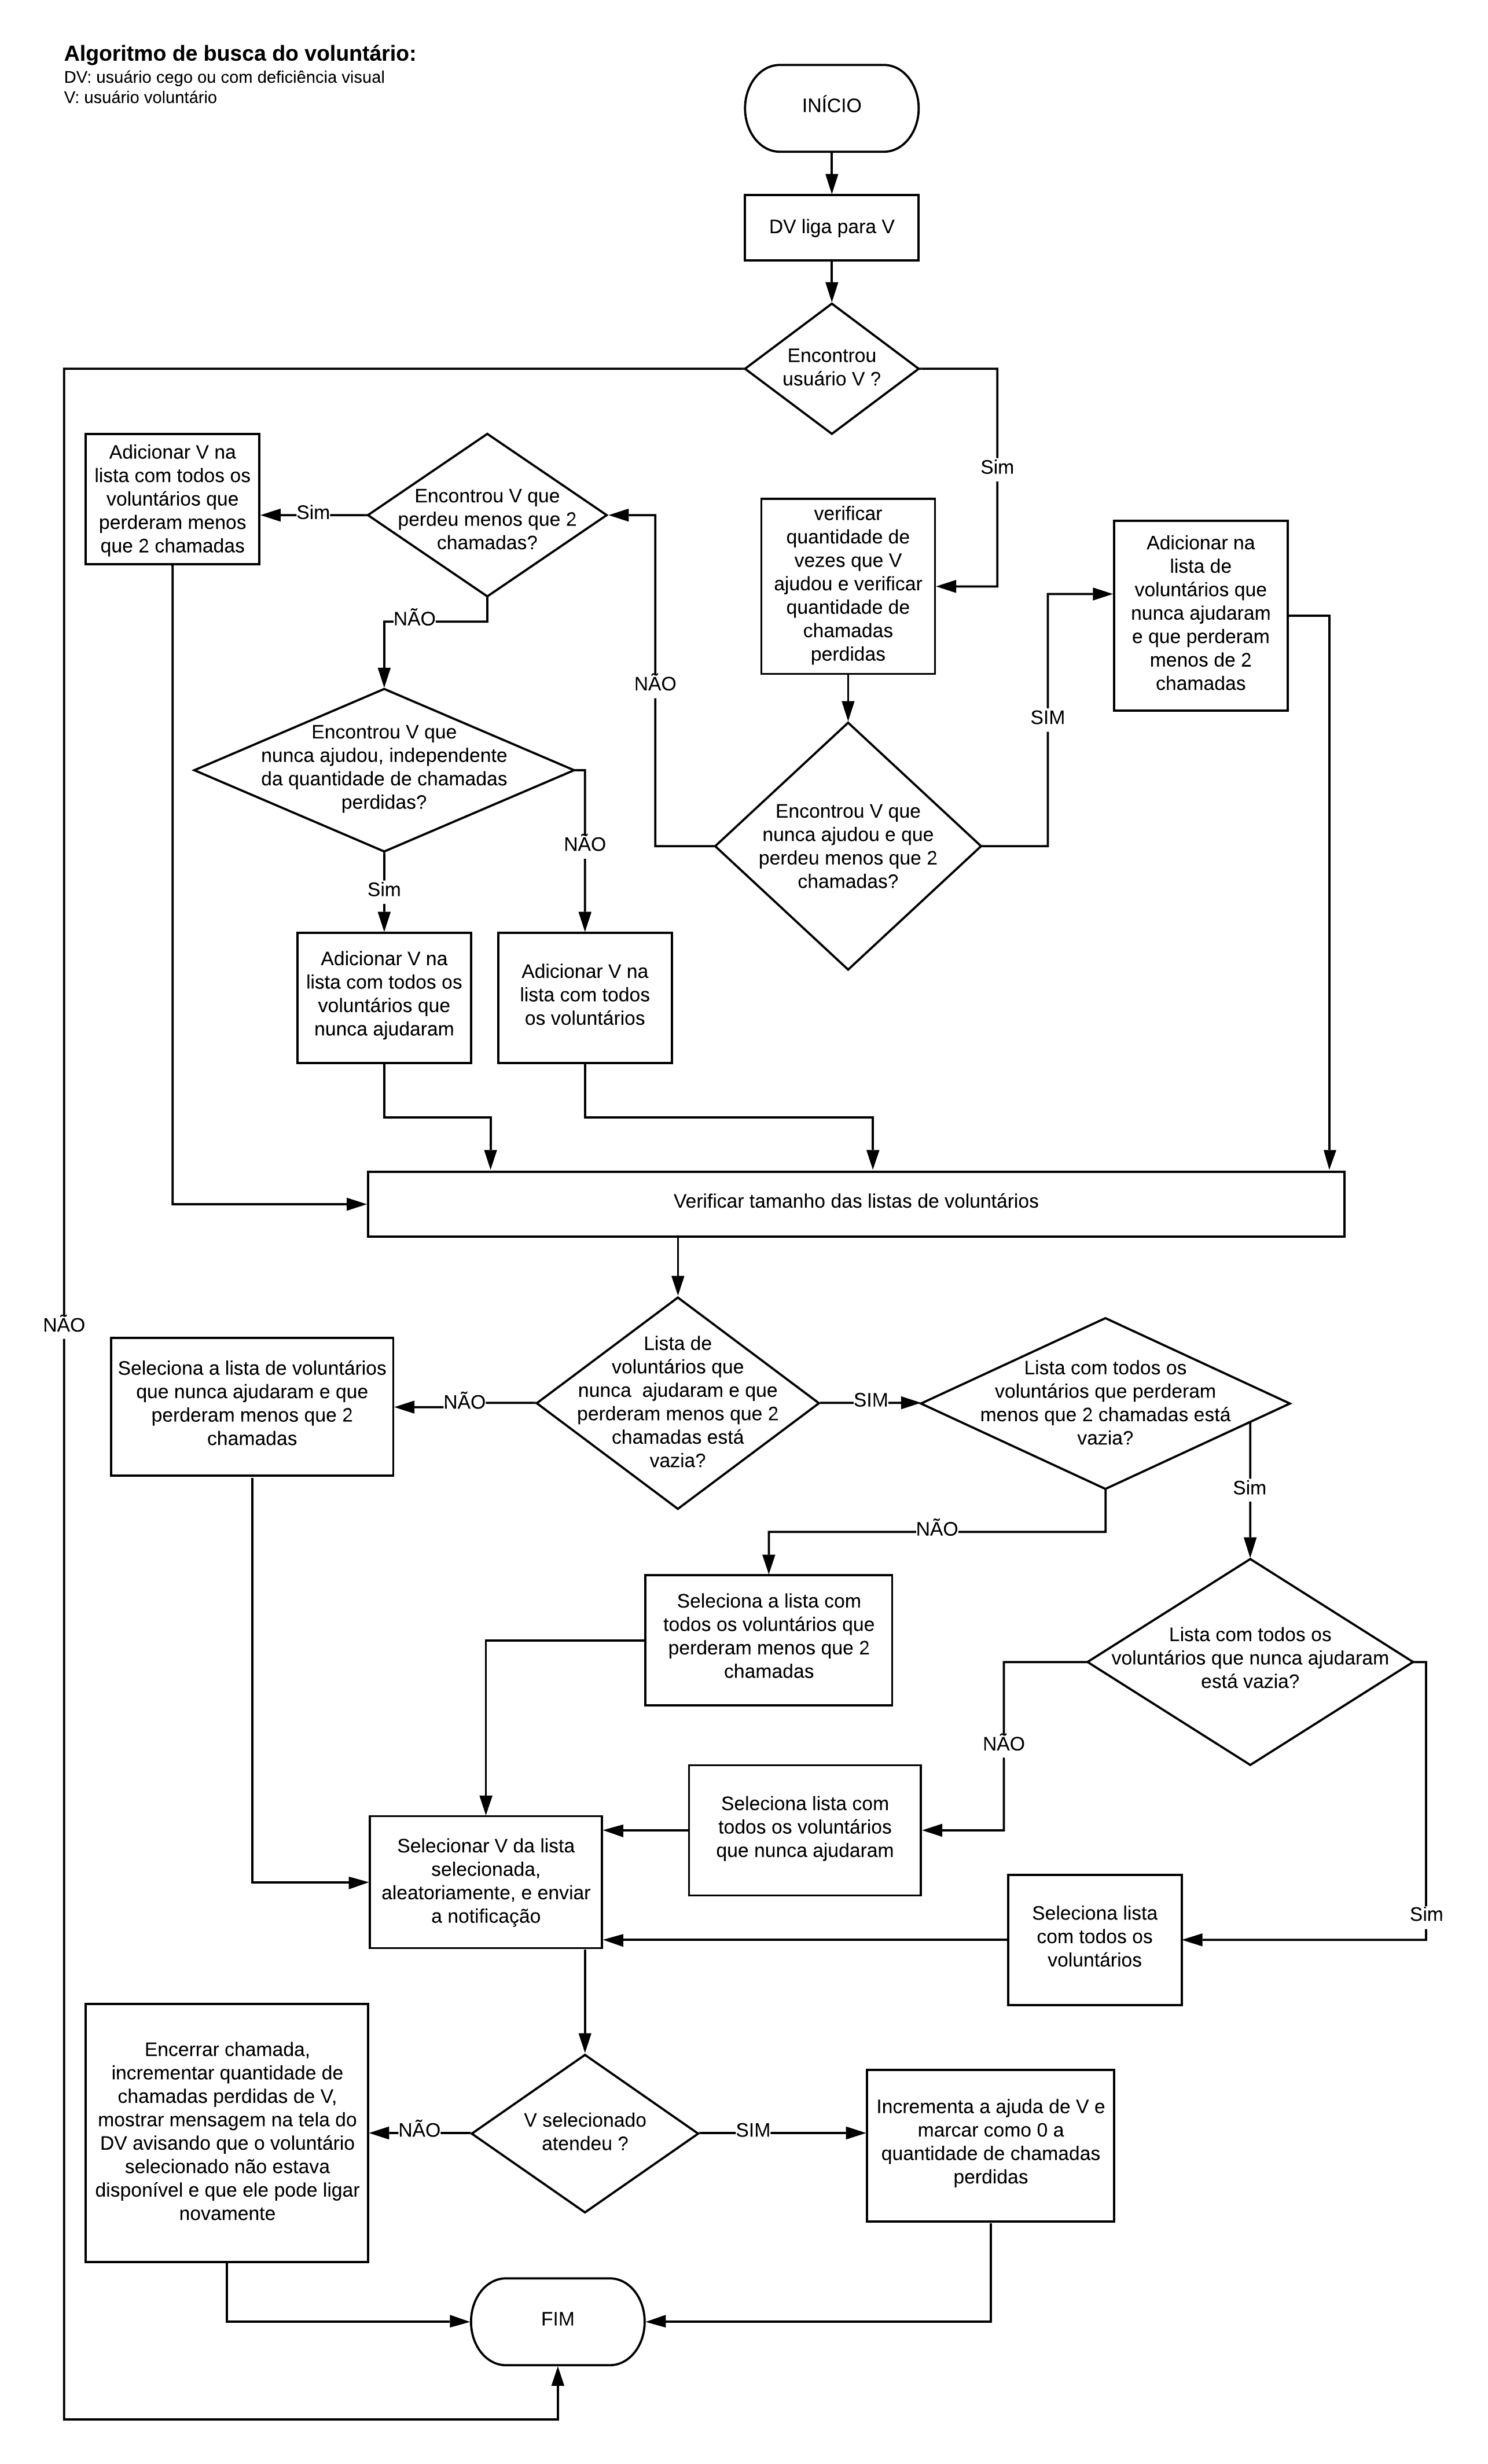 Algoritmo de busca do voluntário:
DV: usuário cego ou com deficiência visual
V: usuário voluntário
INÍCIO
DV liga para V
Encontrou
usuário V ?
Sim
Adicionar V na
lista com todos os
voluntários que
perderam menos
que 2 chamadas
Sim
Encontrou V que
perdeu menos que 2
chamadas?
verificar
quantidade de
vezes que V
ajudou e verificar
quantidade de
chamadas
perdidas
Adicionar na
lista de
voluntários que
nunca ajudaram
e que perderam
menos de 2
chamadas
NÃO
NÃO
SIM
Encontrou V que
nunca ajudou, independente
da quantidade de chamadas
perdidas?
Encontrou V que
nunca ajudou e que
perdeu menos que 2
chamadas?
NÃO
Sim
Adicionar V na
lista com todos os
voluntários que
nunca ajudaram
Adicionar V na
lista com todos
os voluntários
Verificar tamanho das listas de voluntários
NÃO
Seleciona a lista de voluntários
que nunca ajudaram e que
perderam menos que 2
chamadas
NÃO
Lista de
voluntários que
nunca  ajudaram e que
perderam menos que 2
chamadas está
vazia?
SIM
Lista com todos os
voluntários que perderam
menos que 2 chamadas está
vazia?
Sim
NÃO
Seleciona a lista com
todos os voluntários que
perderam menos que 2
chamadas
Lista com todos os
voluntários que nunca ajudaram
está vazia?
NÃO
Seleciona lista com
todos os voluntários
que nunca ajudaram
Selecionar V da lista
selecionada,
aleatoriamente, e enviar
a notificação
Seleciona lista
com todos os
voluntários
Sim
Encerrar chamada,
incrementar quantidade de
chamadas perdidas de V,
mostrar mensagem na tela do
DV avisando que o voluntário
selecionado não estava
disponível e que ele pode ligar
novamente
NÃO
V selecionado
atendeu ?
SIM
Incrementa a ajuda de V e
marcar como 0 a
quantidade de chamadas
perdidas
FIM